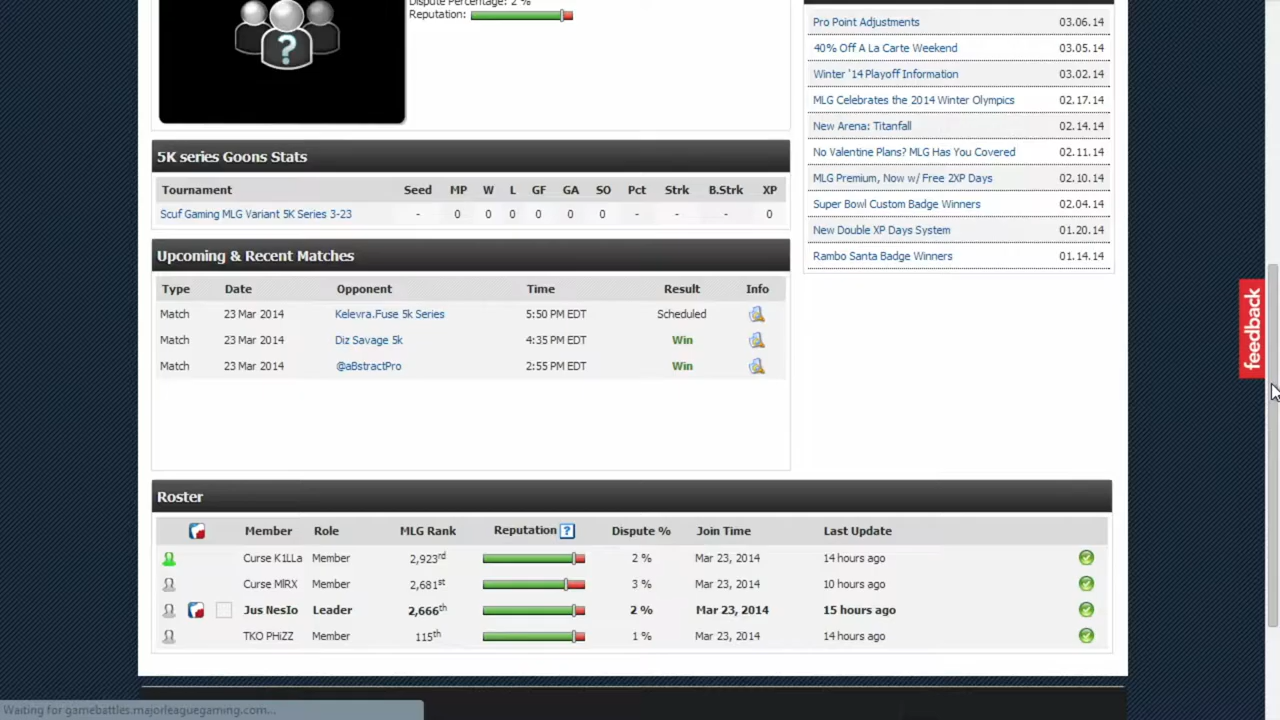 Dispute Percentage: 2 %
Reputation:
?
5K series Goons Stats
Tournament Seed MP W L GF GA SO Pct Strk B.Strk XP
Scuf Gaming MLG Variant 5K Series 3-23 - 0 0 0 0 0 0 - - - 0
Upcoming & Recent Matches
Type Date Opponent Time Result Info
Match 23 Mar 2014 Kelevra.Fuse 5k Series 5:50 PM EDT Scheduled
Match 23 Mar 2014 Diz Savage 5k 4:35 PM EDT Win
Match 23 Mar 2014 @aBstractPro 2:55 PM EDT Win
Pro Point Adjustments 03.06.14
40% Off A La Carte Weekend 03.05.14
Winter '14 Playoff Information 03.02.14
MLG Celebrates the 2014 Winter Olympics 02.17.14
New Arena: Titanfall 02.14.14
No Valentine Plans? MLG Has You Covered 02.11.14
MLG Premium, Now w/ Free 2XP Days 02.10.14
Super Bowl Custom Badge Winners 02.04.14
New Double XP Days System 01.20.14
Rambo Santa Badge Winners 01.14.14
feedback
Roster
Member Role MLG Rank Reputation ? Dispute % Join Time Last Update
Curse K1LLa Member 2,923rd 2 % Mar 23, 2014 14 hours ago
Curse MIRX Member 2,681st 3 % Mar 23, 2014 10 hours ago
Jus NesIo Leader 2,666th 2 % Mar 23, 2014 15 hours ago
TKO PHiZZ Member 115th 1 % Mar 23, 2014 14 hours ago
Waiting for gamebattles.majorleaguegaming.com...